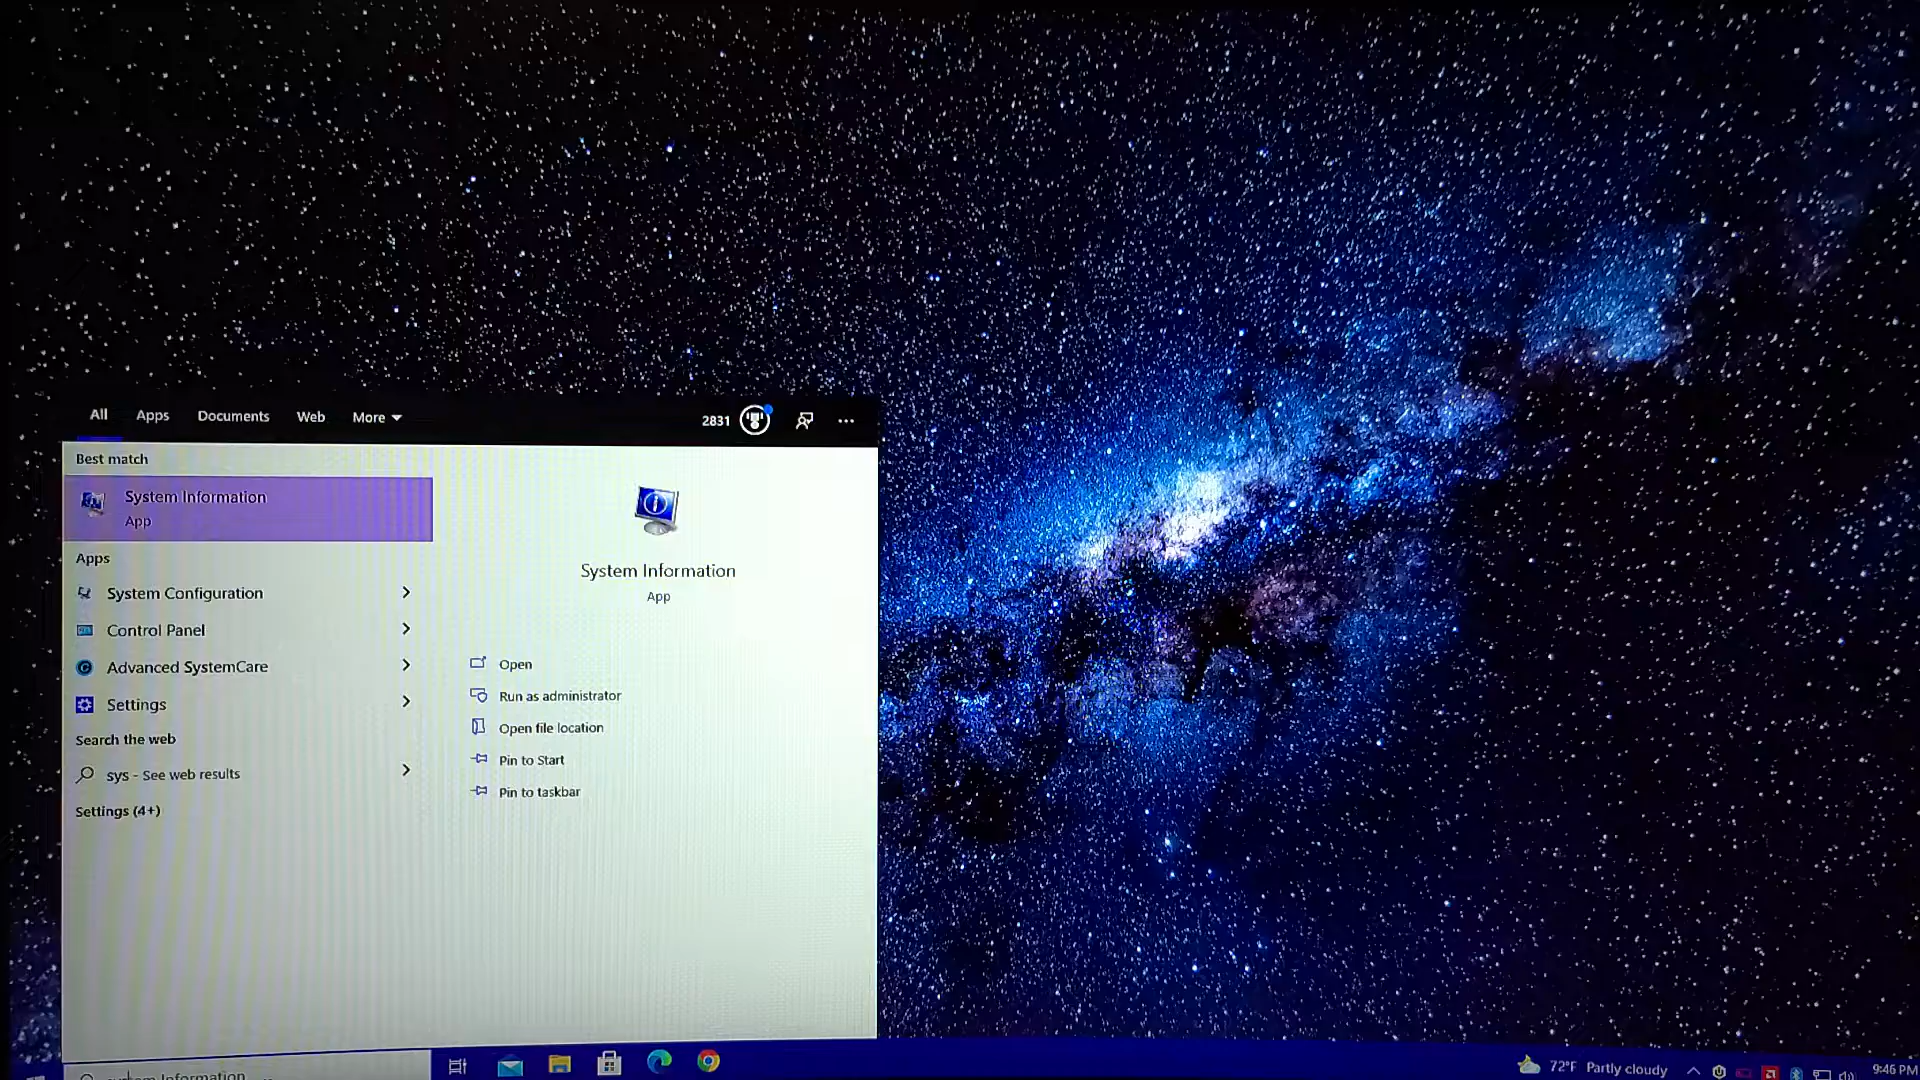 All Apps Documents Web More 2831 ...
Best match
System Information
App
Apps
System Configuration
Control Panel
Advanced SystemCare
Settings
Search the web
sys - See web results
Settings (4+)
System Information
App
Open
Run as administrator
Open file location
Pin to Start
Pin to taskbar
system Information
72°F Partly cloudy 9:46 PM